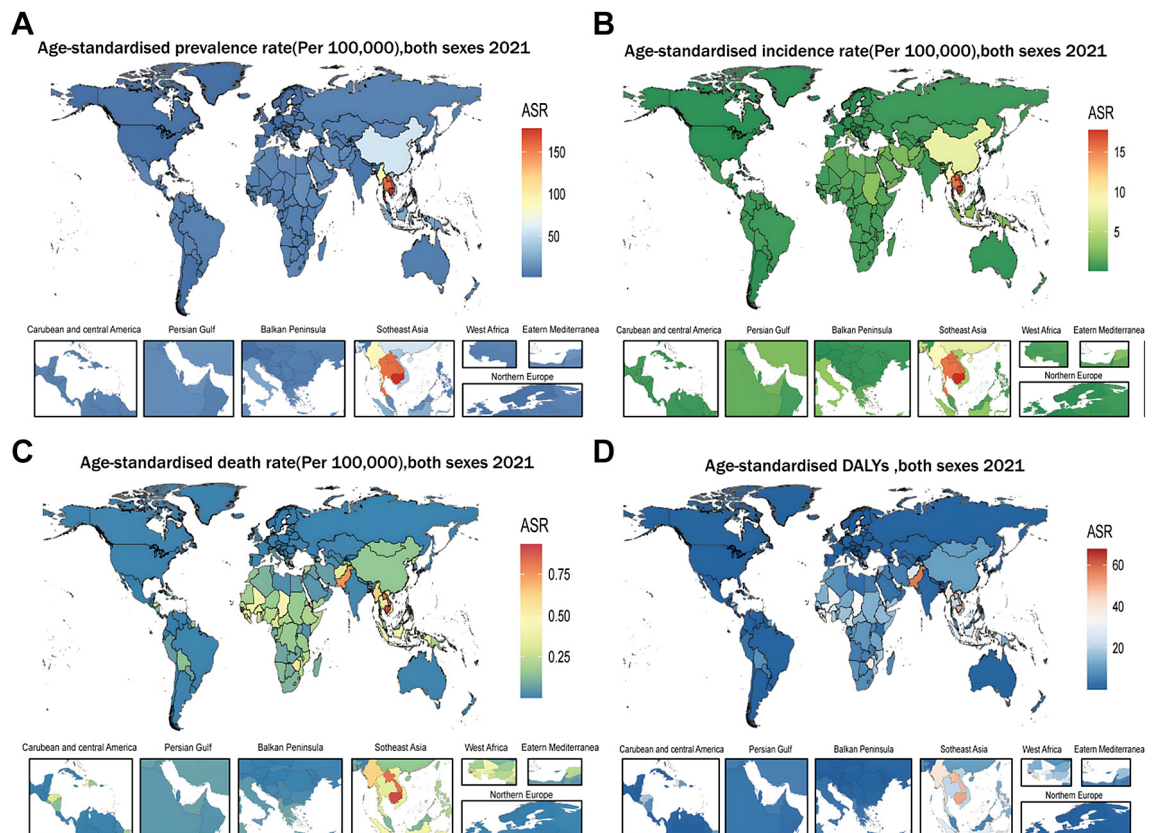 A
Age-standardised prevalence rate(Per 100,000),both sexes 2021
ASR
150
100
50
Carubean and central America
Persian Gulf
Balkan Peninsula
Sotheast Asia
West Africa
Eatern Mediterranea
Northern Europe
B
Age-standardised incidence rate(Per 100,000),both sexes 2021
ASR
15
10
5
Carubean and central America
Persian Gulf
Balkan Peninsula
Sotheast Asia
West Africa
Eatern Mediterranea
Northern Europe
C
Age-standardised death rate(Per 100,000),both sexes 2021
ASR
0.75
0.50
0.25
Carubean and central America
Persian Gulf
Balkan Peninsula
Sotheast Asia
West Africa
Eatern Mediterranea
Northern Europe
D
Age-standardised DALYs ,both sexes 2021
ASR
60
40
20
Carubean and central America
Persian Gulf
Balkan Peninsula
Sotheast Asia
West Africa
Eatern Mediterranea
Northern Europe